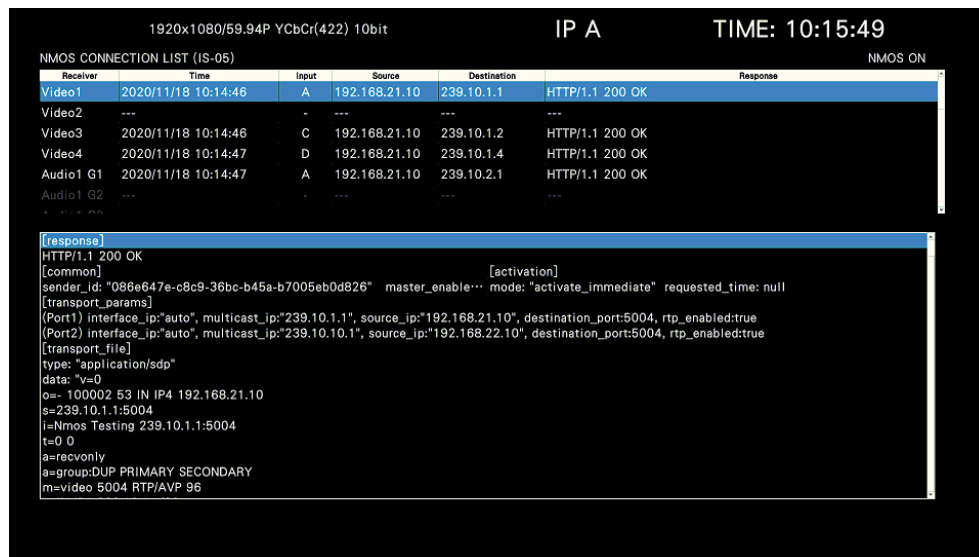 1920x1080/59.94P YCbCr(422) 10bit IP A TIME: 10:15:49
NMOS CONNECTION LIST (IS-05) NMOS ON
Receiver Time Input Source Destination Response
Video1 2020/11/18 10:14:46 A 192.168.21.10 239.10.1.1 HTTP/1.1 200 OK
Video2 --- - --- --- ---
Video3 2020/11/18 10:14:46 C 192.168.21.10 239.10.1.2 HTTP/1.1 200 OK
Video4 2020/11/18 10:14:47 D 192.168.21.10 239.10.1.4 HTTP/1.1 200 OK
Audio1 G1 2020/11/18 10:14:47 A 192.168.21.10 239.10.2.1 HTTP/1.1 200 OK
Audio1 G2 --- - --- --- ---
[response]
HTTP/1.1 200 OK
[common] [activation]
sender_id: "086e647e-c8c9-36bc-b45a-b7005eb0d826" master_enable… mode: "activate_immediate" requested_time: null
[transport_params]
(Port1) interface_ip:"auto", multicast_ip:"239.10.1.1", source_ip:"192.168.21.10", destination_port:5004, rtp_enabled:true
(Port2) interface_ip:"auto", multicast_ip:"239.10.10.1", source_ip:"192.168.22.10", destination_port:5004, rtp_enabled:true
[transport_file]
type: "application/sdp"
data: "v=0
o=- 100002 53 IN IP4 192.168.21.10
s=239.10.1.1:5004
i=Nmos Testing 239.10.1.1:5004
t=0 0
a=recvonly
a=group:DUP PRIMARY SECONDARY
m=video 5004 RTP/AVP 96